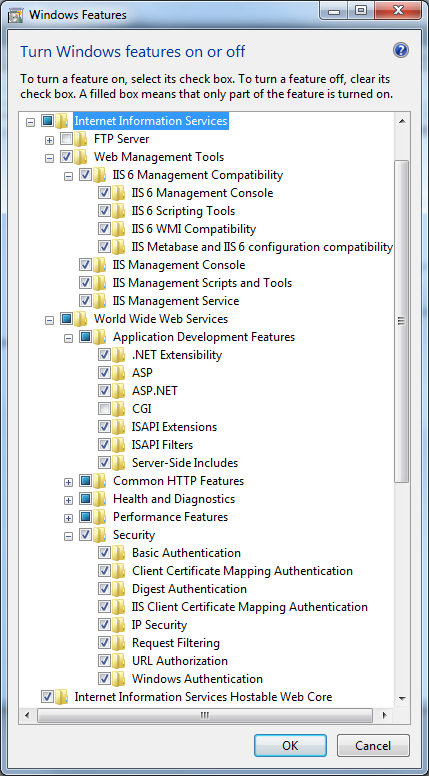 Windows Features
Turn Windows features on or off
To turn a feature on, select its check box. To turn a feature off, clear its
check box. A filled box means that only part of the feature is turned on.
Internet Information Services
FTP Server
Web Management Tools
IIS 6 Management Compatibility
IIS 6 Management Console
IIS 6 Scripting Tools
IIS 6 WMI Compatibility
IIS Metabase and IIS 6 configuration compatibility
IIS Management Console
IIS Management Scripts and Tools
IIS Management Service
World Wide Web Services
Application Development Features
.NET Extensibility
ASP
ASP.NET
CGI
ISAPI Extensions
ISAPI Filters
Server-Side Includes
Common HTTP Features
Health and Diagnostics
Performance Features
Security
Basic Authentication
Client Certificate Mapping Authentication
Digest Authentication
IIS Client Certificate Mapping Authentication
IP Security
Request Filtering
URL Authorization
Windows Authentication
Internet Information Services Hostable Web Core
OK Cancel